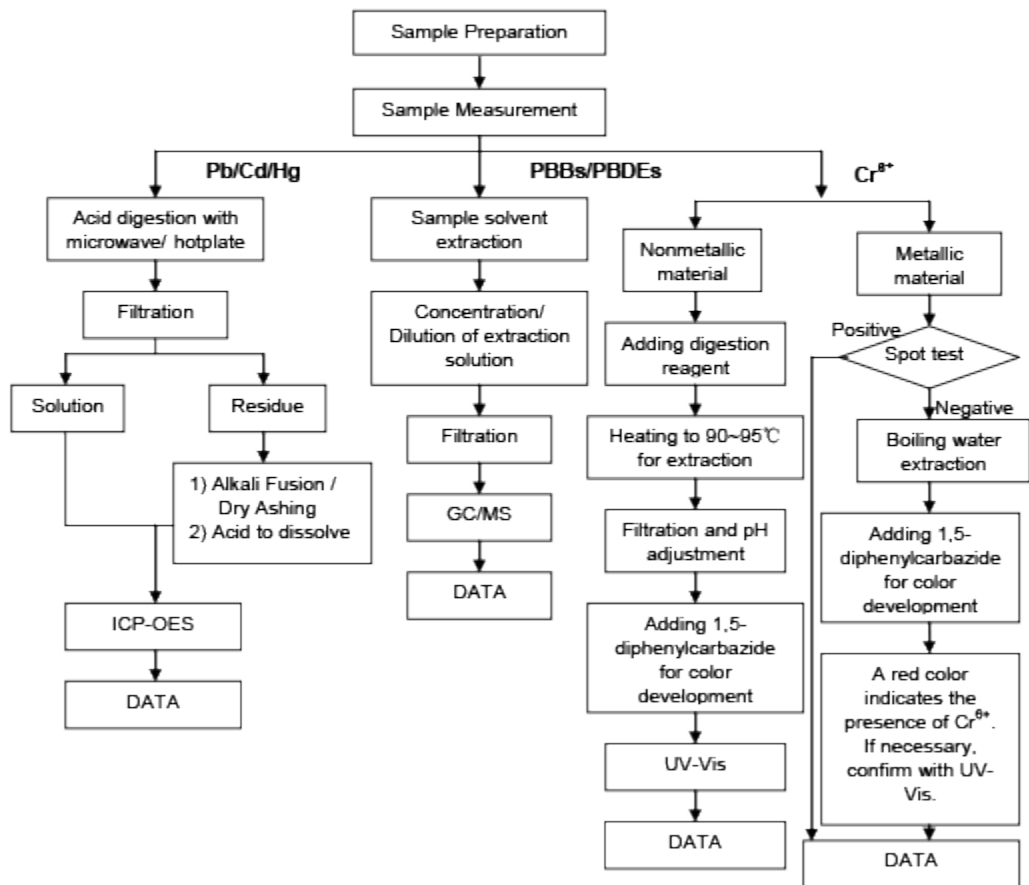 Sample Preparation
Sample Measurement
Pb/Cd/Hg
PBBs/PBDEs
Cr⁶⁺
Acid digestion with
microwave/ hotplate
Filtration
Solution
Residue
1) Alkali Fusion /
Dry Ashing
2) Acid to dissolve
ICP-OES
DATA
Sample solvent
extraction
Concentration/
Dilution of extraction
solution
Filtration
GC/MS
DATA
Nonmetallic
material
Adding digestion
reagent
Heating to 90~95℃
for extraction
Filtration and pH
adjustment
Adding 1,5-
diphenylcarbazide
for color
development
UV-Vis
DATA
Metallic
material
Positive
Spot test
Negative
Boiling water
extraction
Adding 1,5-
diphenylcarbazide
for color
development
A red color
indicates the
presence of Cr⁶⁺.
If necessary,
confirm with UV-
Vis.
DATA